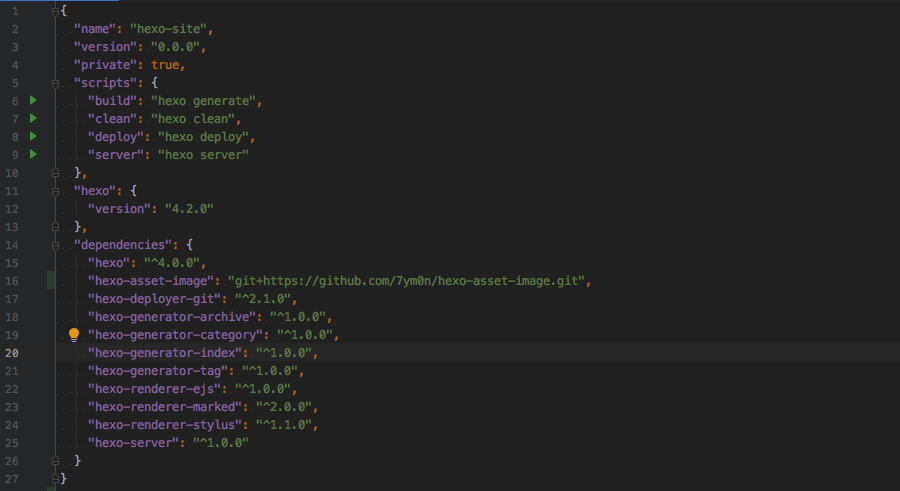 1 {
2 "name": "hexo-site",
3 "version": "0.0.0",
4 "private": true,
5 "scripts": {
6 "build": "hexo generate",
7 "clean": "hexo clean",
8 "deploy": "hexo deploy",
9 "server": "hexo server"
10 },
11 "hexo": {
12 "version": "4.2.0"
13 },
14 "dependencies": {
15 "hexo": "^4.0.0",
16 "hexo-asset-image": "git+https://github.com/7ym0n/hexo-asset-image.git",
17 "hexo-deployer-git": "^2.1.0",
18 "hexo-generator-archive": "^1.0.0",
19 "hexo-generator-category": "^1.0.0",
20 "hexo-generator-index": "^1.0.0",
21 "hexo-generator-tag": "^1.0.0",
22 "hexo-renderer-ejs": "^1.0.0",
23 "hexo-renderer-marked": "^2.0.0",
24 "hexo-renderer-stylus": "^1.1.0",
25 "hexo-server": "^1.0.0"
26 }
27 }